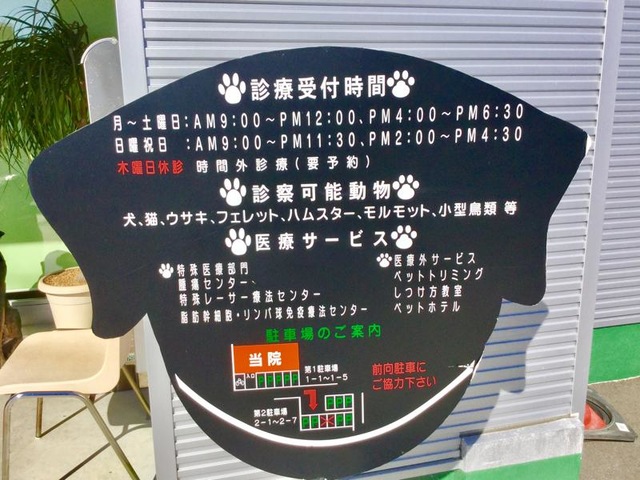 診療受付時間
月～土曜日:AM9:00～PM12:00、PM4:00～PM6:30
日曜祝日 :AM9:00～PM11:30、PM2:00～PM4:30
木曜日休診 時間外診療(要予約)
診察可能動物
犬、猫、ウサキ、フェレット、ハムスター、モルモット、小型鳥類 等
医療サービス
特殊医療部門
腫瘍センター、
特殊レーサー療法センター
脂肪幹細胞・リンパ球免疫療法センター
医療外サービス
ペットトリミング
しつけ方教室
ペットホテル
駐車場のご案内
当院
入口
第1駐車場
1-1～1-5
前向駐車に
ご協力下さい
第2駐車場
2-1～2-7